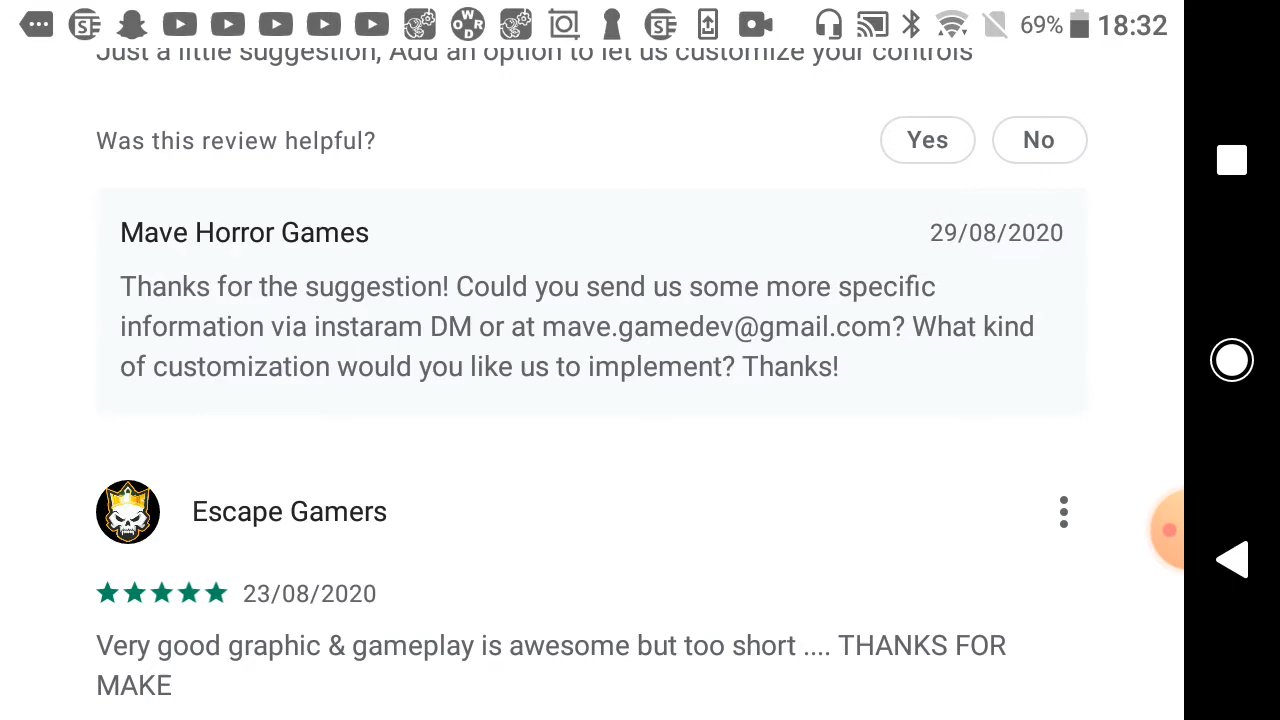 69% 18:32
Just a little suggestion, Add an option to let us customize your controls
Was this review helpful?
Yes
No
Mave Horror Games
29/08/2020
Thanks for the suggestion! Could you send us some more specific
information via instaram DM or at mave.gamedev@gmail.com? What kind
of customization would you like us to implement? Thanks!
Escape Gamers
23/08/2020
Very good graphic & gameplay is awesome but too short .... THANKS FOR
MAKE